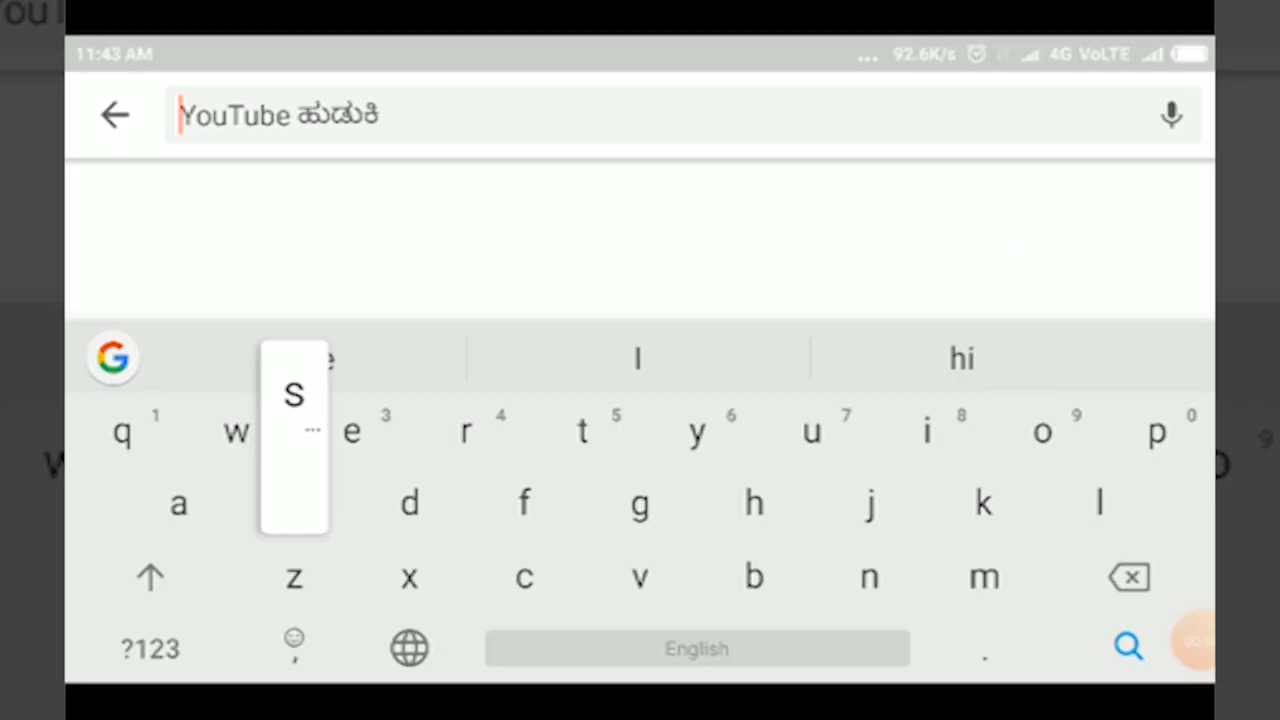 11:43 AM ... 92.6K/s 4G VoLTE
YouTube ಹುಡುಕಿ
I hi
S
q 1 w e 3 r 4 t 5 y 6 u 7 i 8 o 9 p 0
a d f g h j k l
z x c v b n m
?123 , English .